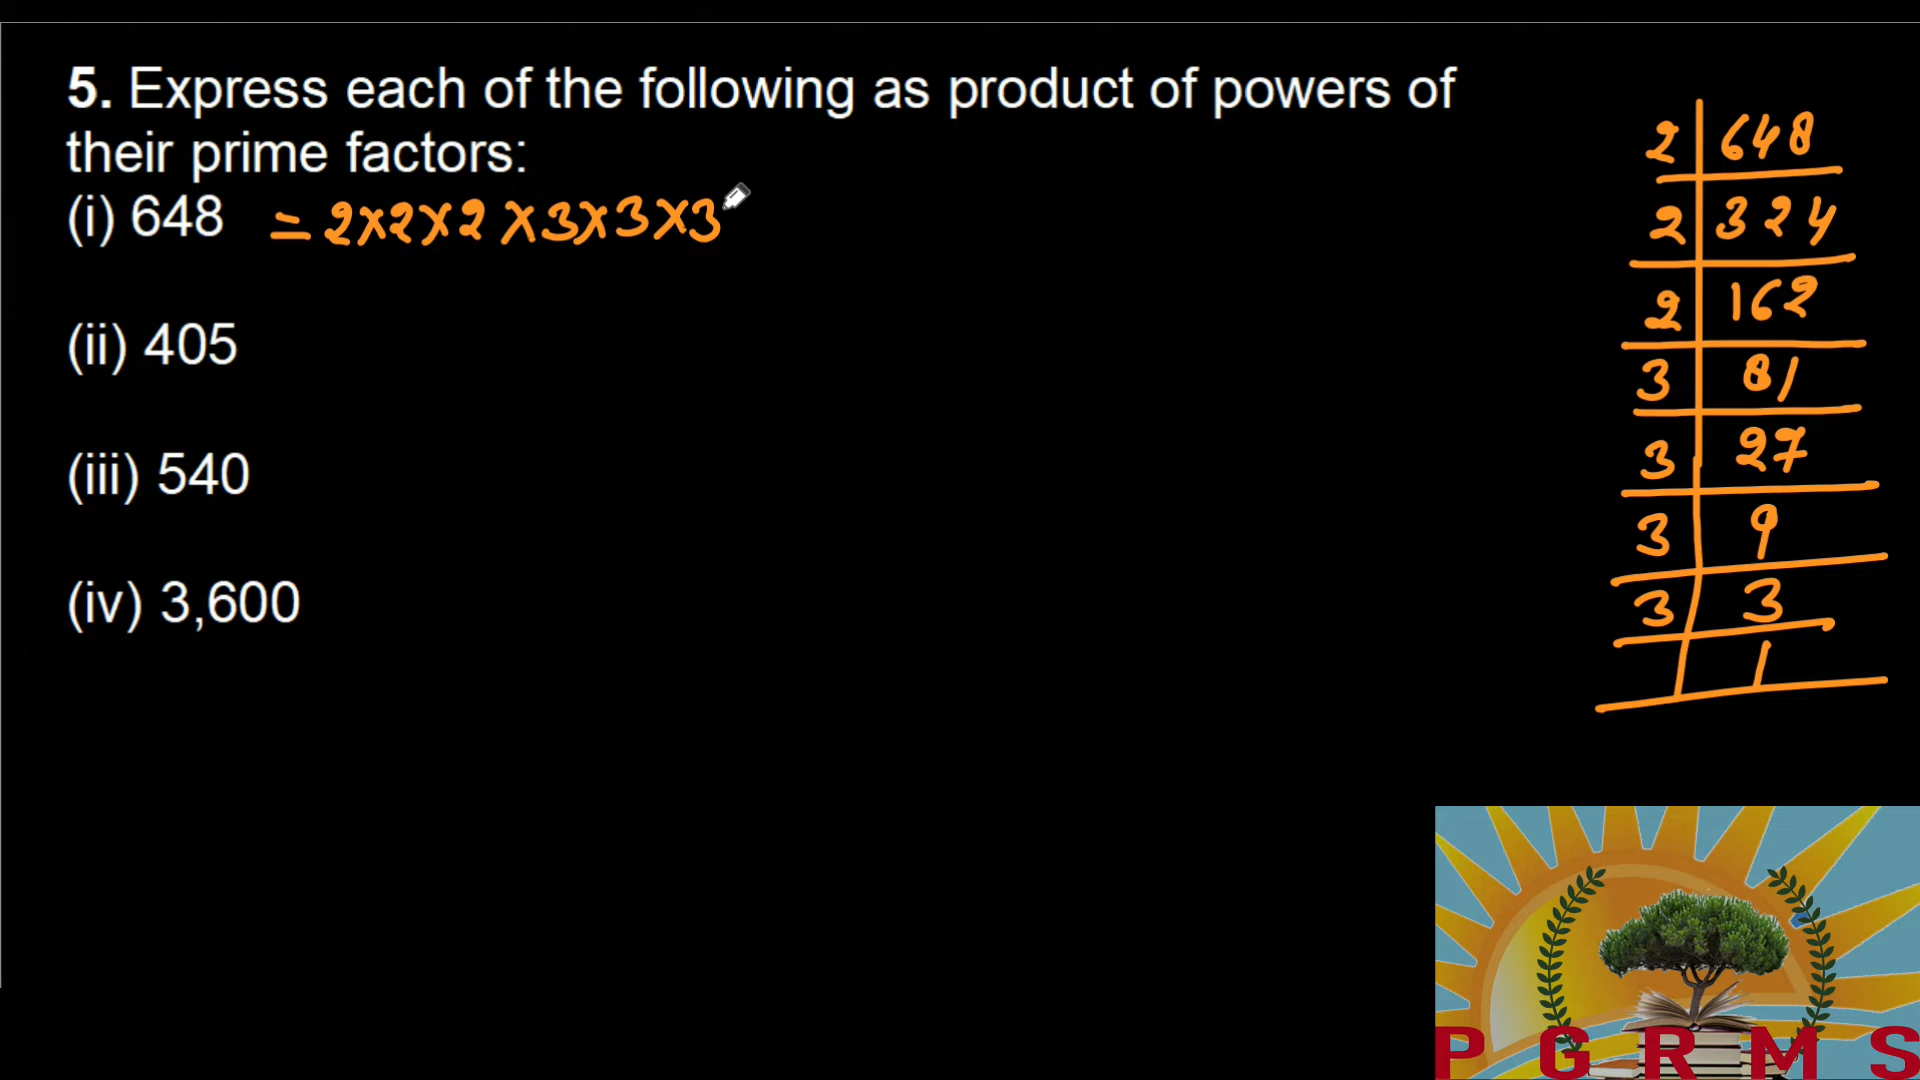 5. Express each of the following as product of powers of
their prime factors:
(i) 648 = 2×2×2×3×3×3
(ii) 405
(iii) 540
(iv) 3,600
2 648
2 324
2 162
3 81
3 27
3 9
3 3
1
P G R M S